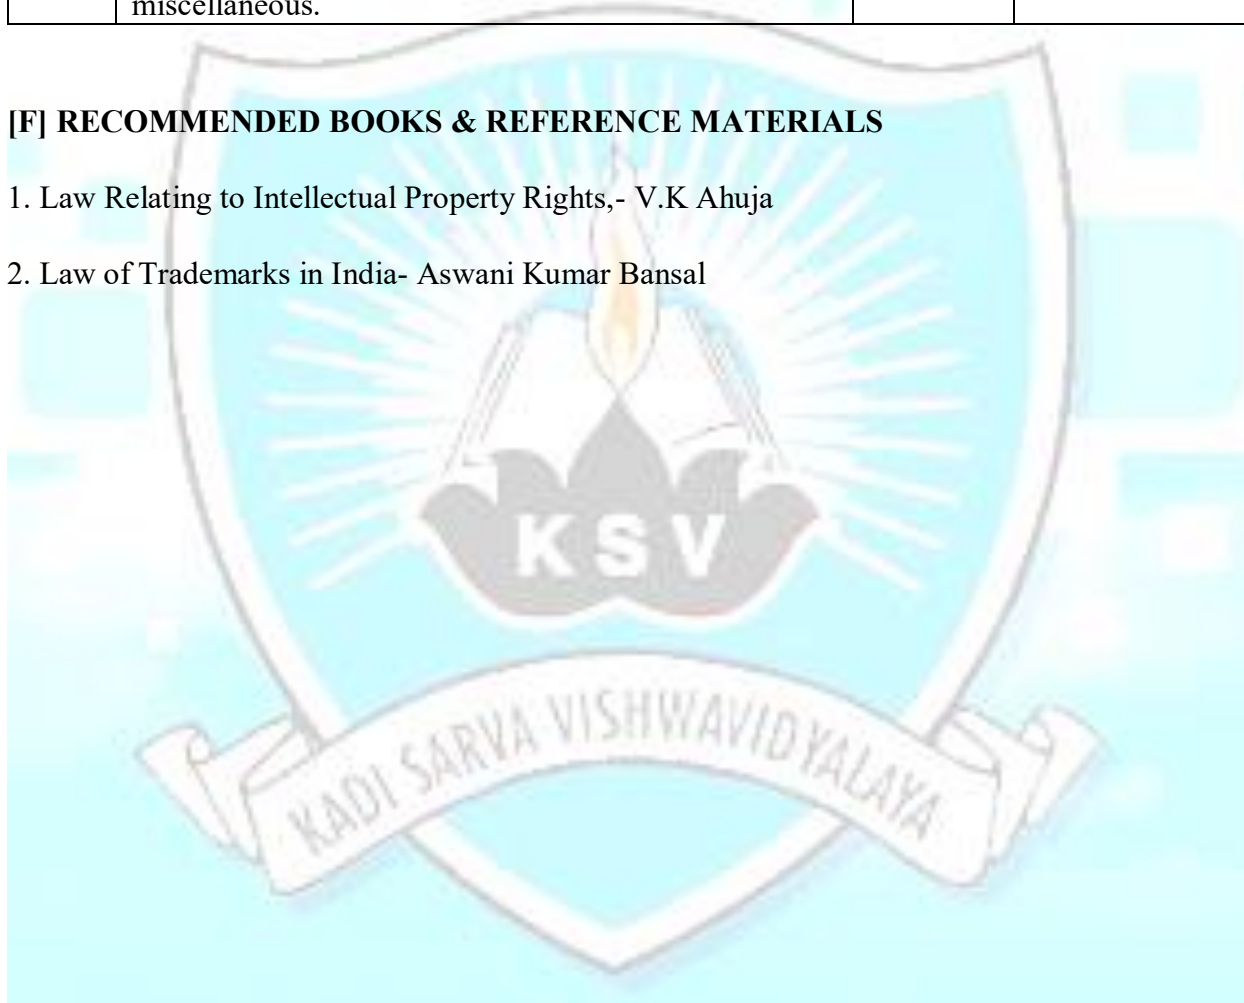 miscellaneous.
[F] RECOMMENDED BOOKS & REFERENCE MATERIALS
1. Law Relating to Intellectual Property Rights,- V.K Ahuja
2. Law of Trademarks in India- Aswani Kumar Bansal
KSV
KADI SARVA VISHWAVIDYALAYA